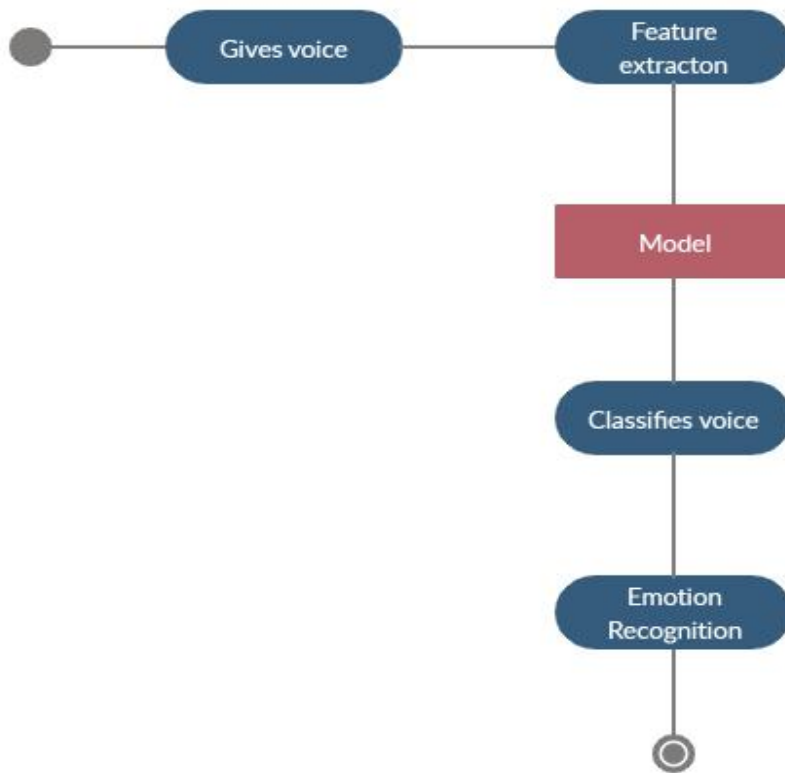 Gives voice
Feature
extracton
Model
Classifies voice
Emotion
Recognition